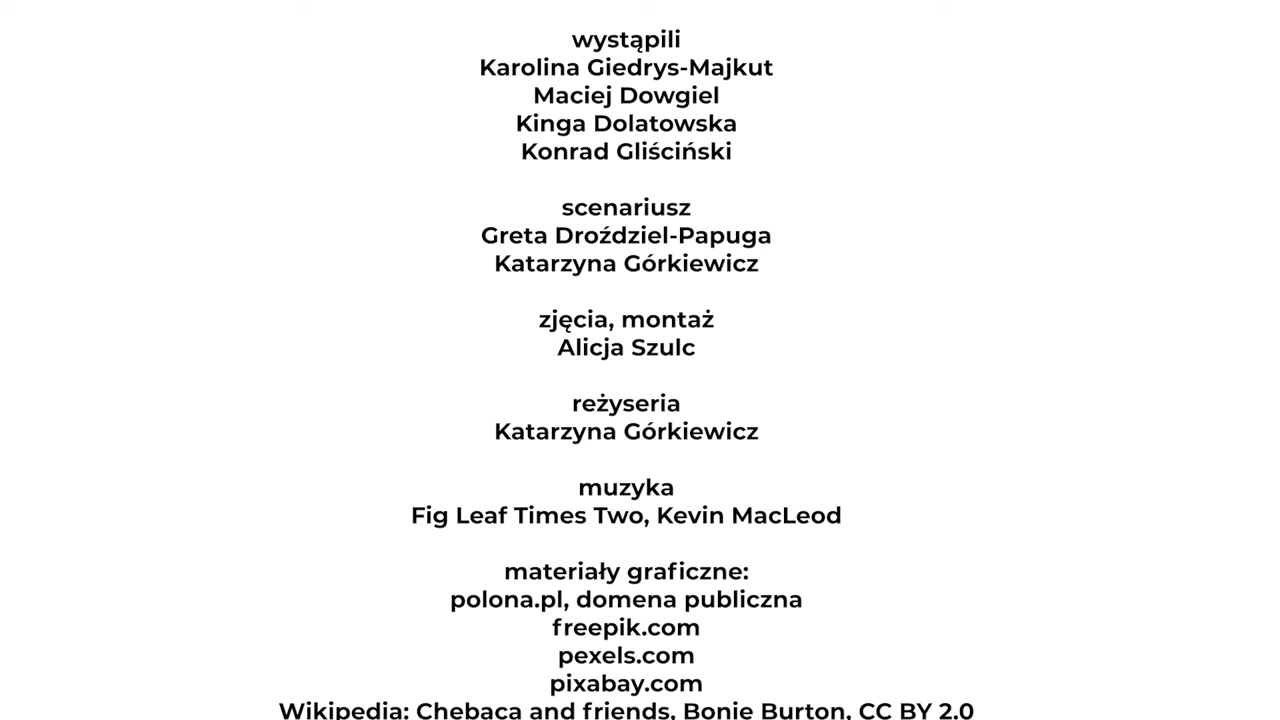 wystąpili
Karolina Giedrys-Majkut
Maciej Dowgiel
Kinga Dolatowska
Konrad Gliściński
scenariusz
Greta Droździel-Papuga
Katarzyna Górkiewicz
zjęcia, montaż
Alicja Szulc
reżyseria
Katarzyna Górkiewicz
muzyka
Fig Leaf Times Two, Kevin MacLeod
materiały graficzne:
polona.pl, domena publiczna
freepik.com
pexels.com
pixabay.com
Wikipedia: Chebaca and friends, Bonie Burton, CC BY 2.0